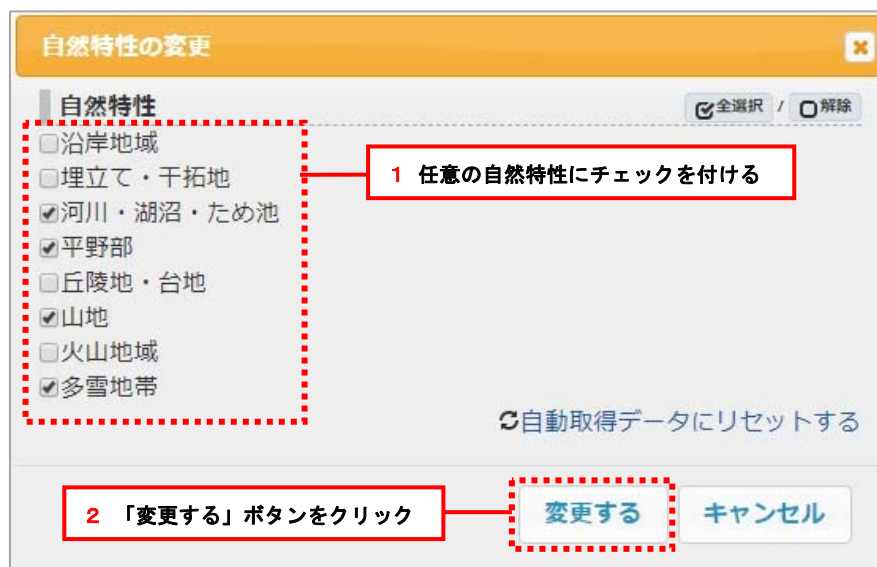 自然特性の変更
自然特性
全選択 / 解除
沿岸地域
埋立て・干拓地
1 任意の自然特性にチェックを付ける
河川・湖沼・ため池
平野部
丘陵地・台地
山地
火山地域
多雪地帯
自動取得データにリセットする
2 「変更する」ボタンをクリック
変更する
キャンセル